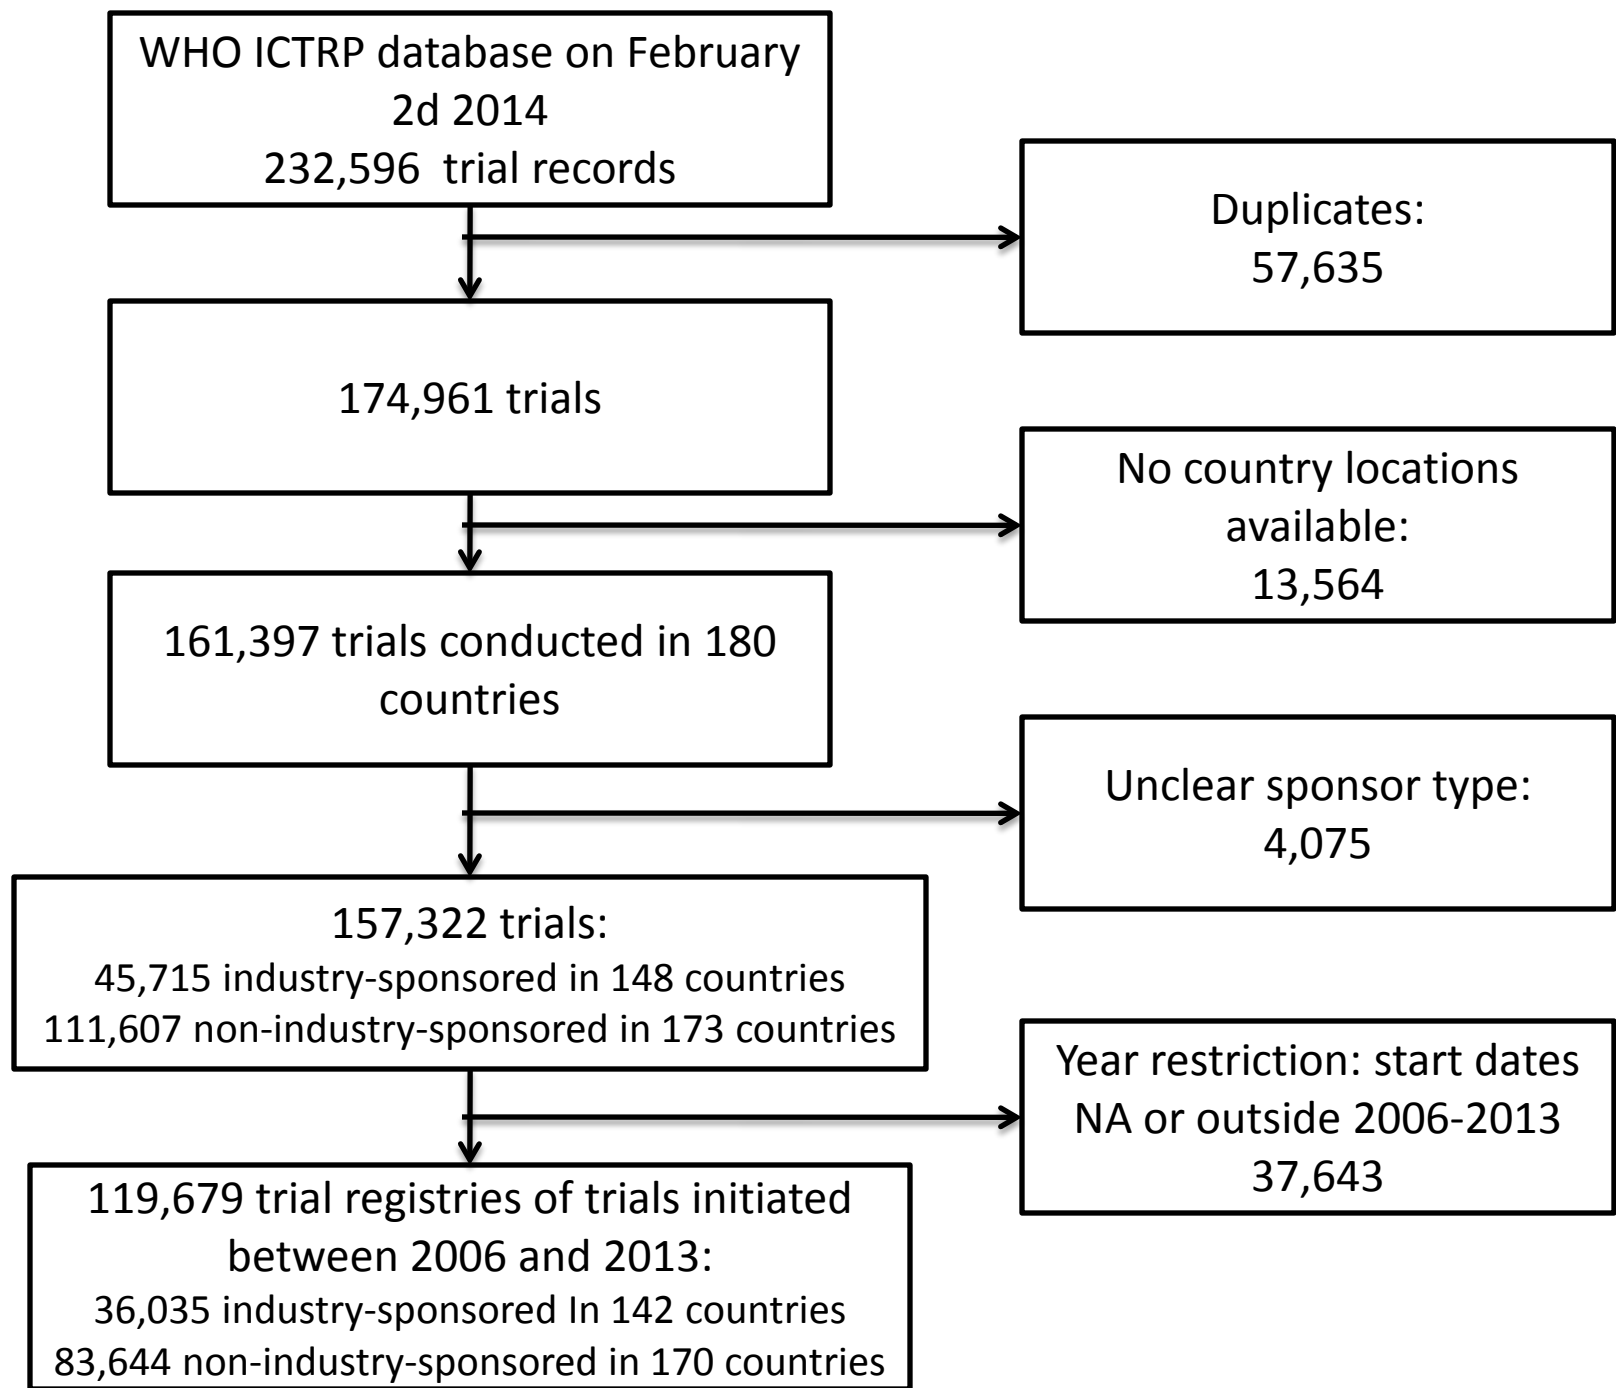 WHO ICTRP database on February
2d 2014
232,596 trial records
Duplicates:
57,635
174,961 trials
No country locations
available:
13,564
161,397 trials conducted in 180
countries
Unclear sponsor type:
4,075
157,322 trials:
45,715 industry-sponsored in 148 countries
111,607 non-industry-sponsored in 173 countries
Year restriction: start dates
NA or outside 2006-2013
37,643
119,679 trial registries of trials initiated
between 2006 and 2013:
36,035 industry-sponsored In 142 countries
83,644 non-industry-sponsored in 170 countries